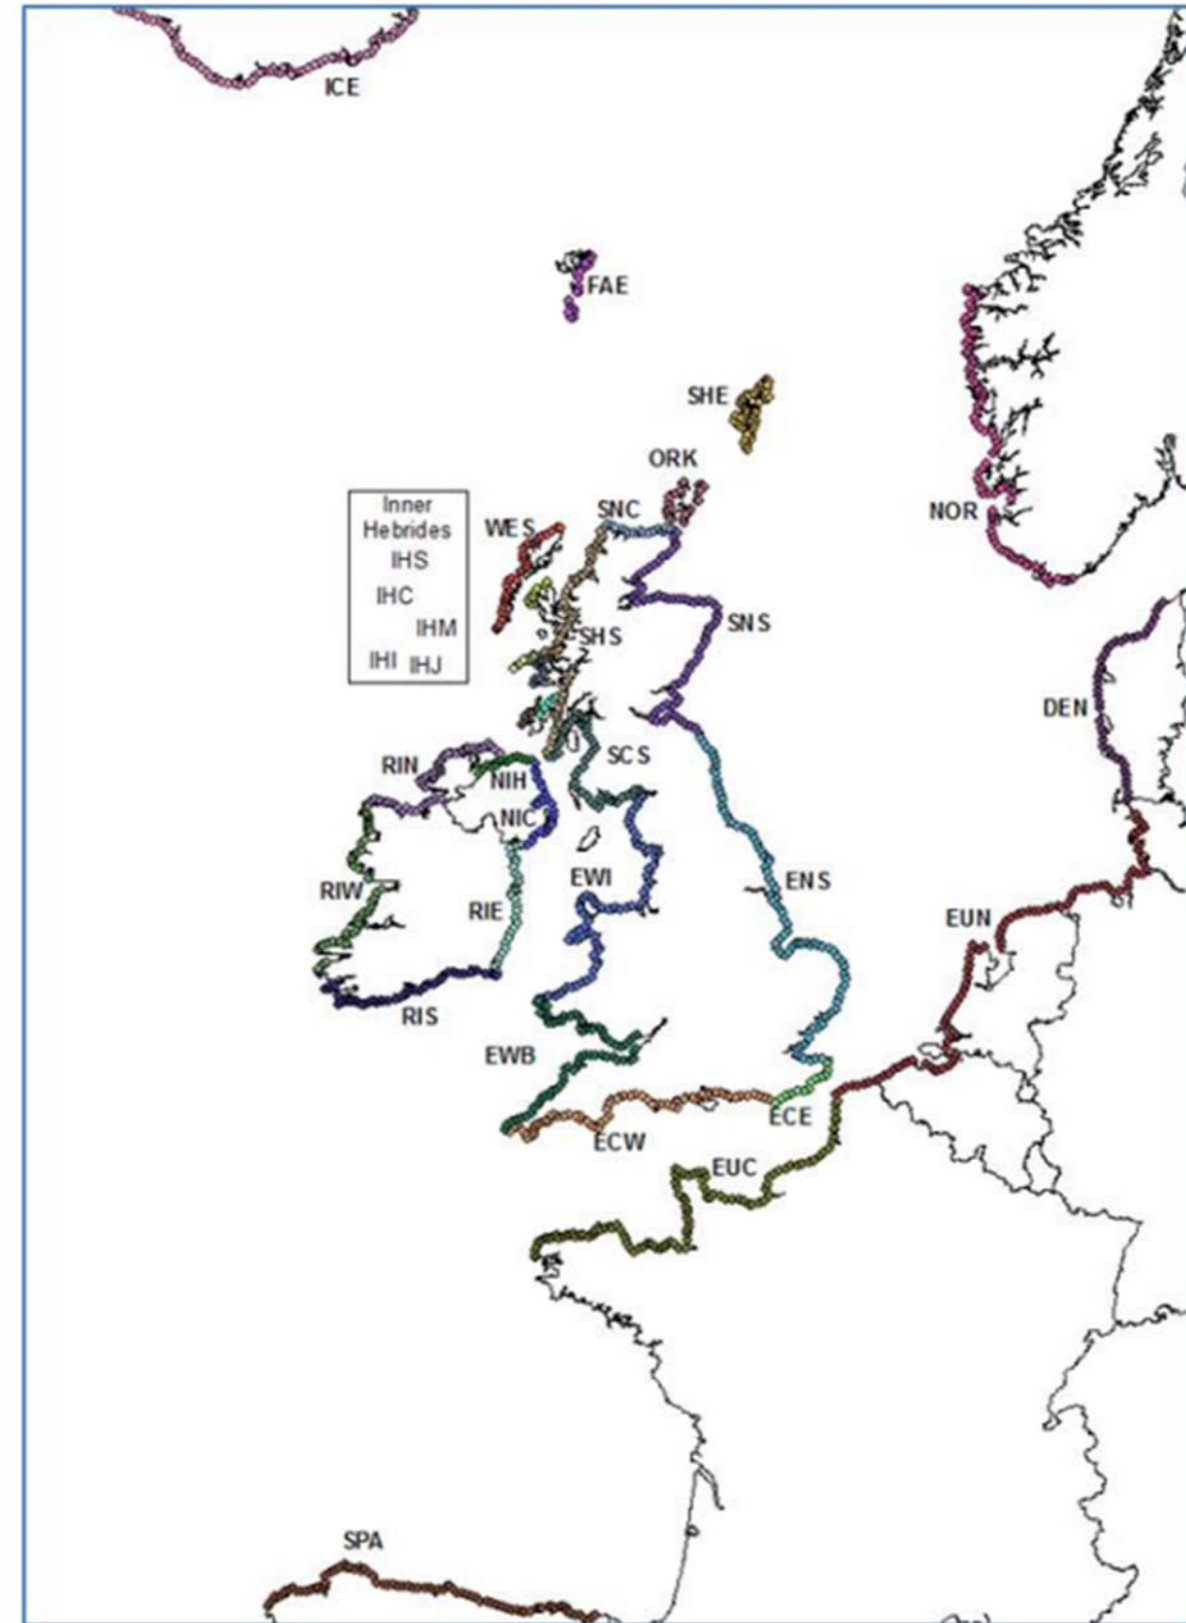 ICE
FAE
SHE
ORK
SNC
WES
NOR
Inner
Hebrides
IHS
IHC
IHM
IHI IHJ
SHS
SNS
DEN
SCS
RIN
NIH
NIC
EWI
ENS
RIW
RIE
EUN
RIS
EWB
ECE
ECW
EUC
SPA